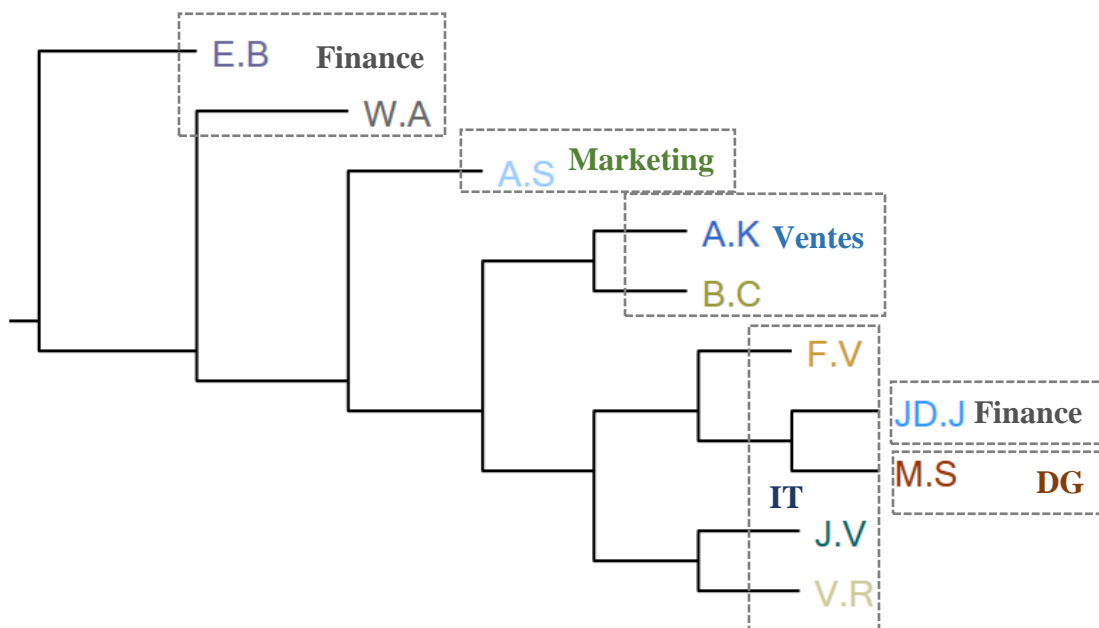 E.B Finance
W.A
A.S Marketing
A.K Ventes
B.C
F.V
JD.J Finance
M.S DG
IT
J.V
V.R